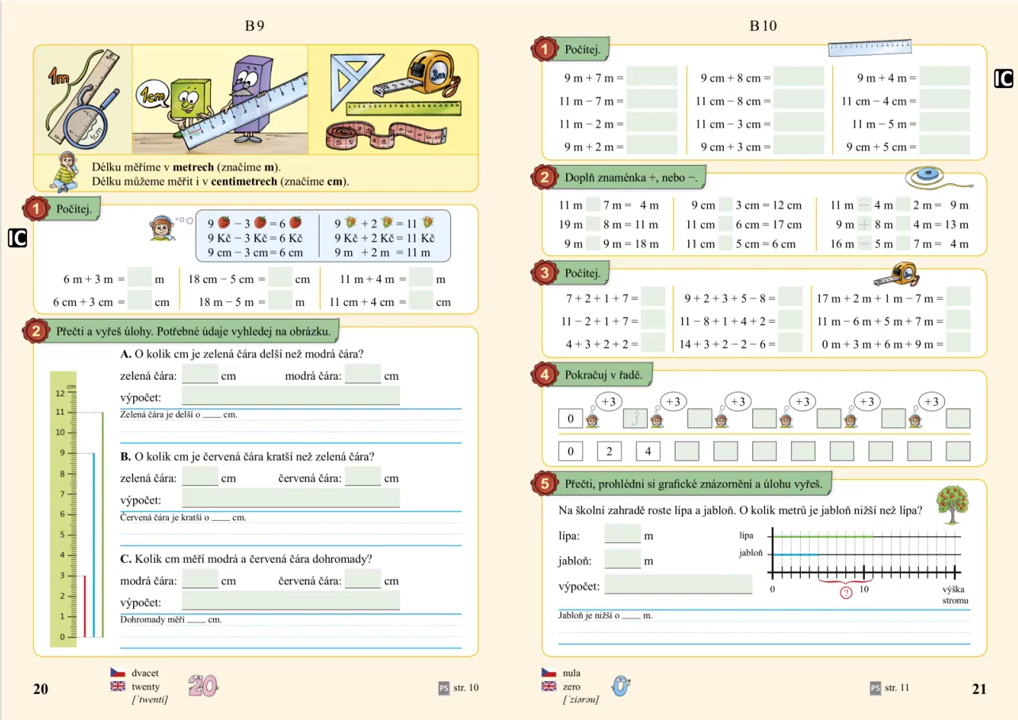 B 9
1m
1cm
1cm
3m
Délku měříme v metrech (značíme m).
Délku můžeme měřit i v centimetrech (značíme cm).
1 Počítej.
IC
9 − 3 = 6
9 Kč − 3 Kč = 6 Kč
9 cm − 3 cm = 6 cm
9 + 2 = 11
9 Kč + 2 Kč = 11 Kč
9 m + 2 m = 11 m
6 m + 3 m = m
18 cm − 5 cm = cm
11 m + 4 m = m
6 cm + 3 cm = cm
18 m − 5 m = m
11 cm + 4 cm = cm
2 Přečti a vyřeš úlohy. Potřebné údaje vyhledej na obrázku.
cm
12
11
10
9
8
7
6
5
4
3
2
1
0
A. O kolik cm je zelená čára delší než modrá čára?
zelená čára: cm modrá čára: cm
výpočet:
Zelená čára je delší o ____ cm.
B. O kolik cm je červená čára kratší než zelená čára?
zelená čára: cm červená čára: cm
výpočet:
Červená čára je kratší o ____ cm.
C. Kolik cm měří modrá a červená čára dohromady?
modrá čára: cm červená čára: cm
výpočet:
Dohromady měří ____ cm.
20
dvacet
twenty
[ˈtwenti]
20
PS str. 10
B 10
1 Počítej.
IC
9 m + 7 m =
9 cm + 8 cm =
9 m + 4 m =
11 m − 7 m =
11 cm − 8 cm =
11 cm − 4 cm =
11 m − 2 m =
11 cm − 3 cm =
11 m − 5 m =
9 m + 2 m =
9 cm + 3 cm =
9 cm + 5 cm =
2 Doplň znaménka +, nebo −.
11 m 7 m = 4 m
9 cm 3 cm = 12 cm
11 m − 4 m 2 m = 9 m
19 m 8 m = 11 m
11 cm 6 cm = 17 cm
9 m + 8 m 4 m = 13 m
9 m 9 m = 18 m
11 cm 5 cm = 6 cm
16 m − 5 m 7 m = 4 m
3 Počítej.
7 + 2 + 1 + 7 =
9 + 2 + 3 + 5 − 8 =
17 m + 2 m + 1 m − 7 m =
11 − 2 + 1 + 7 =
11 − 8 + 1 + 4 + 2 =
11 m − 6 m + 5 m + 7 m =
4 + 3 + 2 + 2 =
14 + 3 + 2 − 2 − 6 =
0 m + 3 m + 6 m + 9 m =
4 Pokračuj v řadě.
+3 +3 +3 +3 +3 +3
0 3
0 2 4
5 Přečti, prohlédni si grafické znázornění a úlohu vyřeš.
Na školní zahradě roste lípa a jabloň. O kolik metrů je jabloň nižší než lípa?
lípa: m
jabloň: m
výpočet:
lípa
jabloň
0 10 výška
stromu
?
Jabloň je nižší o ____ m.
nula
zero
[ˈziərəu]
0
PS str. 11
21